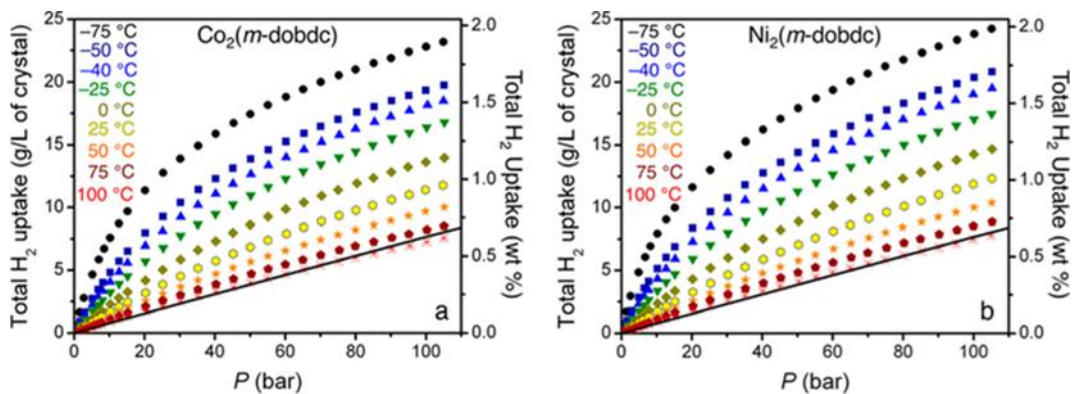 Co₂(m-dobdc)
–75 °C
–50 °C
–40 °C
–25 °C
0 °C
25 °C
50 °C
75 °C
100 °C
a
Total H₂ uptake (g/L of crystal)
25
20
15
10
5
0
0 20 40 60 80 100
P (bar)
2.0
1.5
1.0
0.5
0.0
Total H₂ Uptake (wt %)
Ni₂(m-dobdc)
–75 °C
–50 °C
–40 °C
–25 °C
0 °C
25 °C
50 °C
75 °C
100 °C
b
Total H₂ uptake (g/L of crystal)
25
20
15
10
5
0
0 20 40 60 80 100
P (bar)
2.0
1.5
1.0
0.5
0.0
Total H₂ Uptake (wt %)